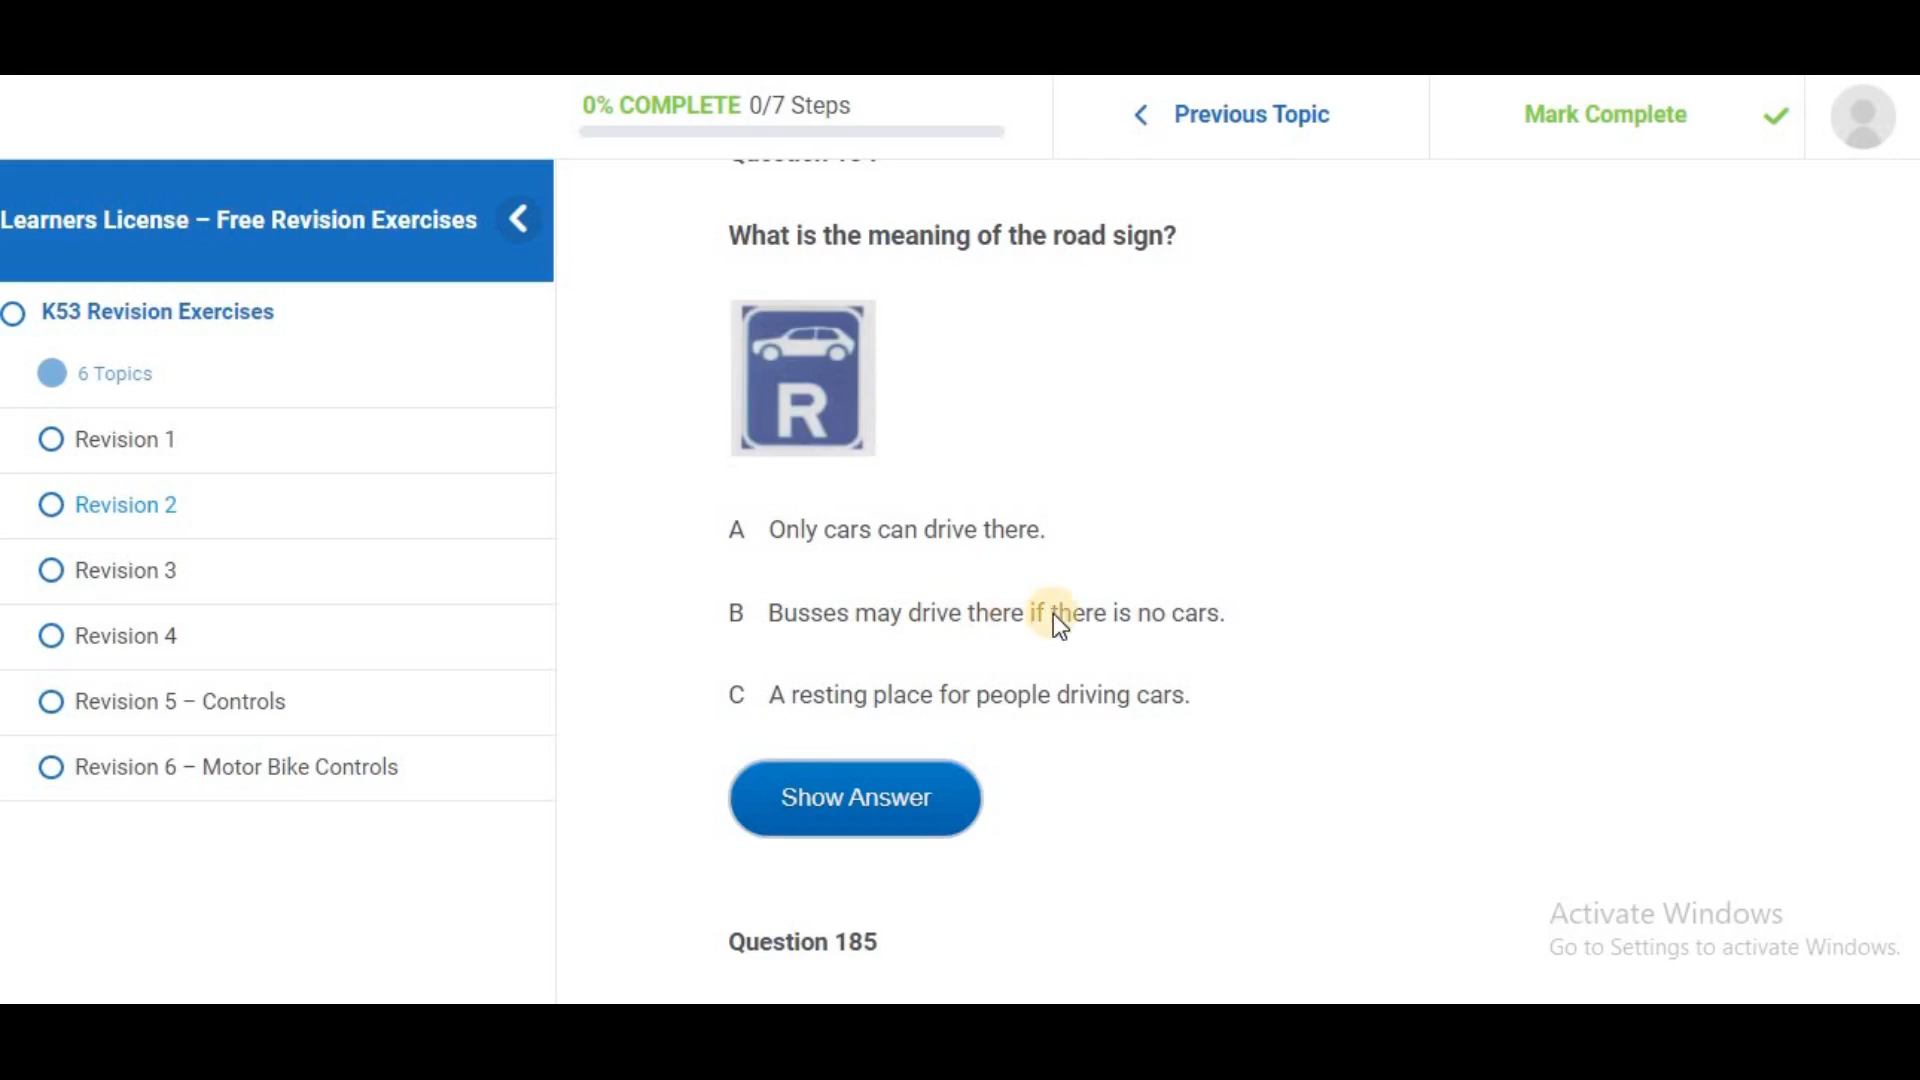 0% COMPLETE 0/7 Steps
Previous Topic
Mark Complete
Learners License – Free Revision Exercises
K53 Revision Exercises
6 Topics
Revision 1
Revision 2
Revision 3
Revision 4
Revision 5 – Controls
Revision 6 – Motor Bike Controls
What is the meaning of the road sign?
R
A Only cars can drive there.
B Busses may drive there if there is no cars.
C A resting place for people driving cars.
Show Answer
Question 185
Activate Windows
Go to Settings to activate Windows.